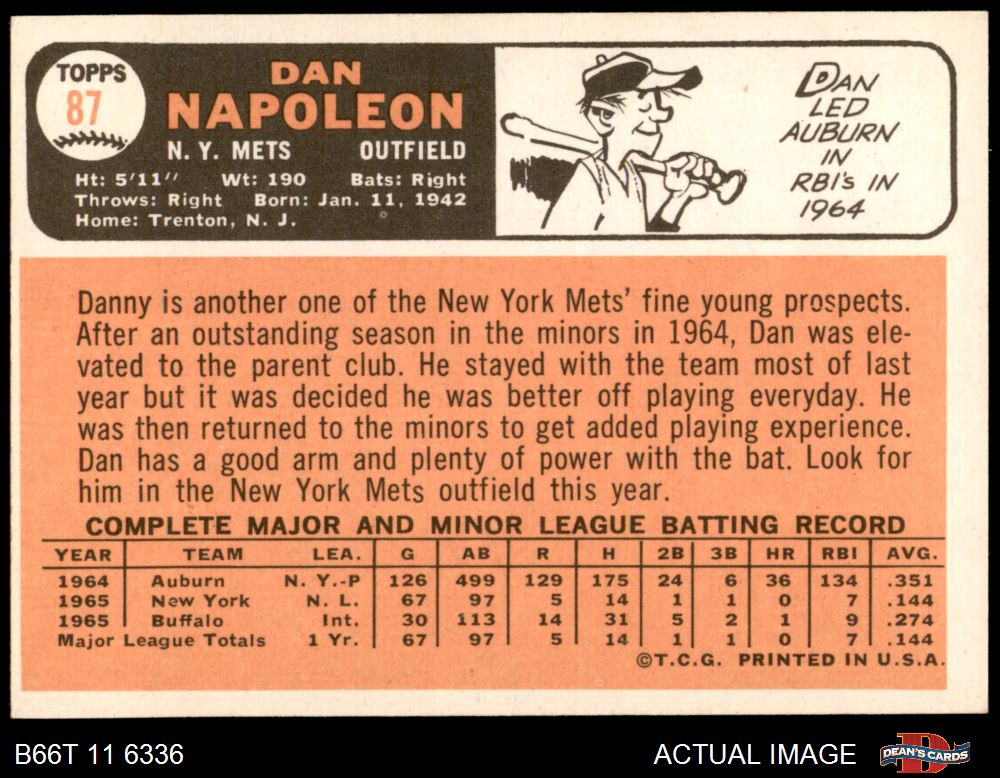 TOPPS
87
DAN
NAPOLEON
N. Y. METS OUTFIELD
Ht: 5'11" Wt: 190 Bats: Right
Throws: Right Born: Jan. 11, 1942
Home: Trenton, N. J.
DAN
LED
AUBURN
IN
RBI's IN
1964
Danny is another one of the New York Mets' fine young prospects.
After an outstanding season in the minors in 1964, Dan was ele-
vated to the parent club. He stayed with the team most of last
year but it was decided he was better off playing everyday. He
was then returned to the minors to get added playing experience.
Dan has a good arm and plenty of power with the bat. Look for
him in the New York Mets outfield this year.
COMPLETE MAJOR AND MINOR LEAGUE BATTING RECORD
YEAR TEAM LEA. G AB R H 2B 3B HR RBI AVG.
1964 Auburn N. Y.-P 126 499 129 175 24 6 36 134 .351
1965 New York N. L. 67 97 5 14 1 1 0 7 .144
1965 Buffalo Int. 30 113 14 31 5 2 1 9 .274
Major League Totals 1 Yr. 67 97 5 14 1 1 0 7 .144
©T.C.G. PRINTED IN U.S.A.
B66T 11 6336 ACTUAL IMAGE
DEAN'S CARDS